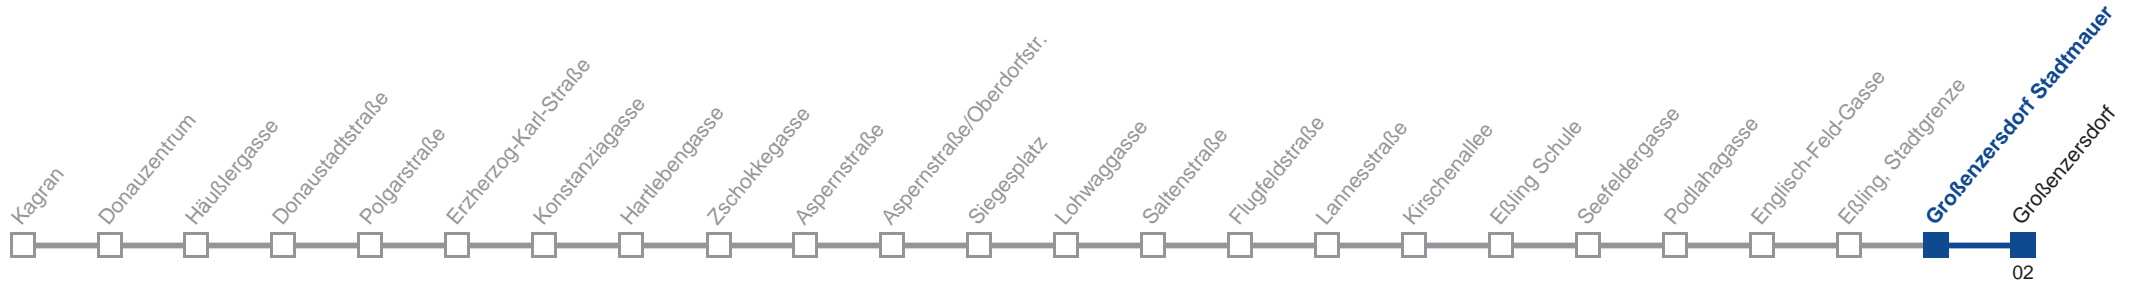 Kagran
Donauzentrum
Häußlergasse
Donaustadtstraße
Polgarstraße
Erzherzog-Karl-Straße
Konstanziagasse
Hartlebengasse
Zschokkegasse
Aspernstraße
Aspernstraße/Oberdorfstr.
Siegesplatz
Lohwaggasse
Saltenstraße
Flugfeldstraße
Lannesstraße
Kirschenallee
Eßling Schule
Seefeldergasse
Podlahagasse
Englisch-Feld-Gasse
Eßling, Stadtgrenze
Großenzersdorf Stadtmauer
Großenzersdorf
02